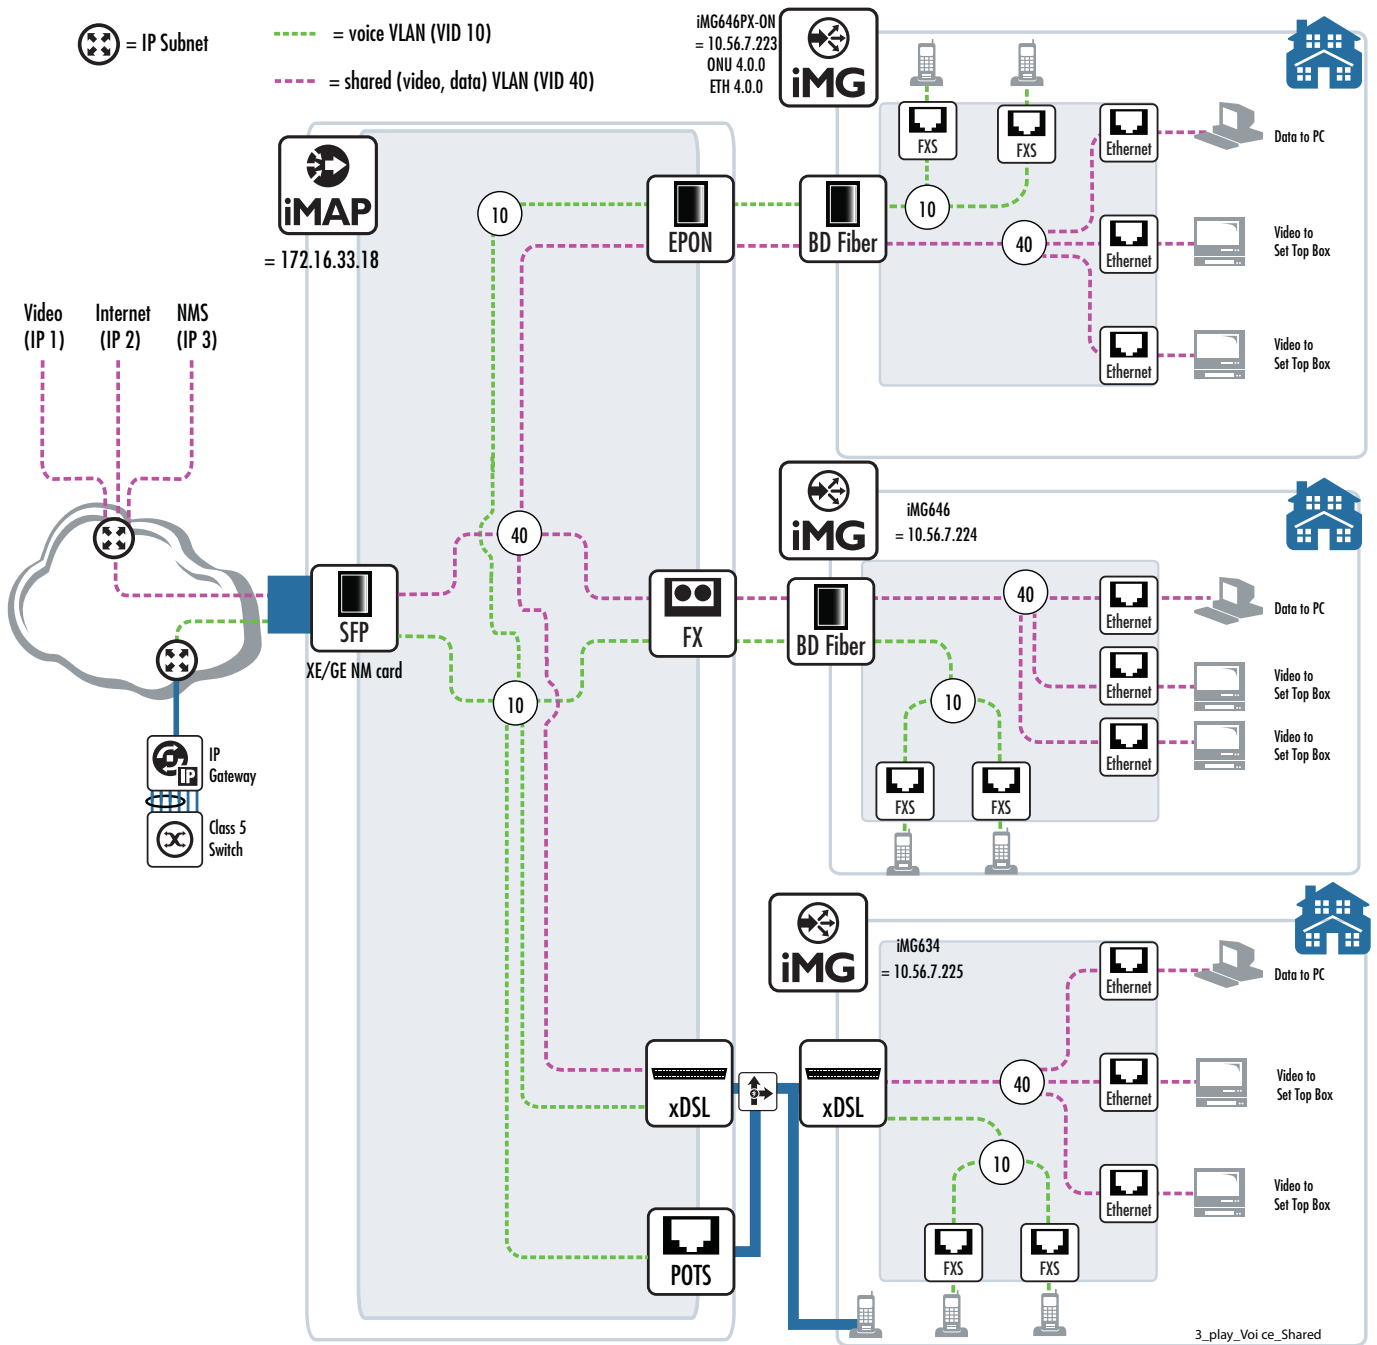 = IP Subnet
= voice VLAN (VID 10)
= shared (video, data) VLAN (VID 40)
iMG646PX-ON
= 10.56.7.223
ONU 4.0.0
ETH 4.0.0
iMG
iMAP
= 172.16.33.18
Video
(IP 1)
Internet
(IP 2)
NMS
(IP 3)
SFP
XE/GE NM card
IP
Gateway
IP
Class 5
Switch
10
40
10
EPON
FX
xDSL
POTS
BD Fiber
FXS
FXS
10
40
Ethernet
Data to PC
Ethernet
Video to
Set Top Box
Ethernet
Video to
Set Top Box
iMG
iMG646
= 10.56.7.224
BD Fiber
40
10
Ethernet
Data to PC
Ethernet
Video to
Set Top Box
Ethernet
Video to
Set Top Box
FXS
FXS
iMG
iMG634
= 10.56.7.225
xDSL
40
10
Ethernet
Data to PC
Ethernet
Video to
Set Top Box
Ethernet
Video to
Set Top Box
FXS
FXS
3_play_Voi ce_Shared